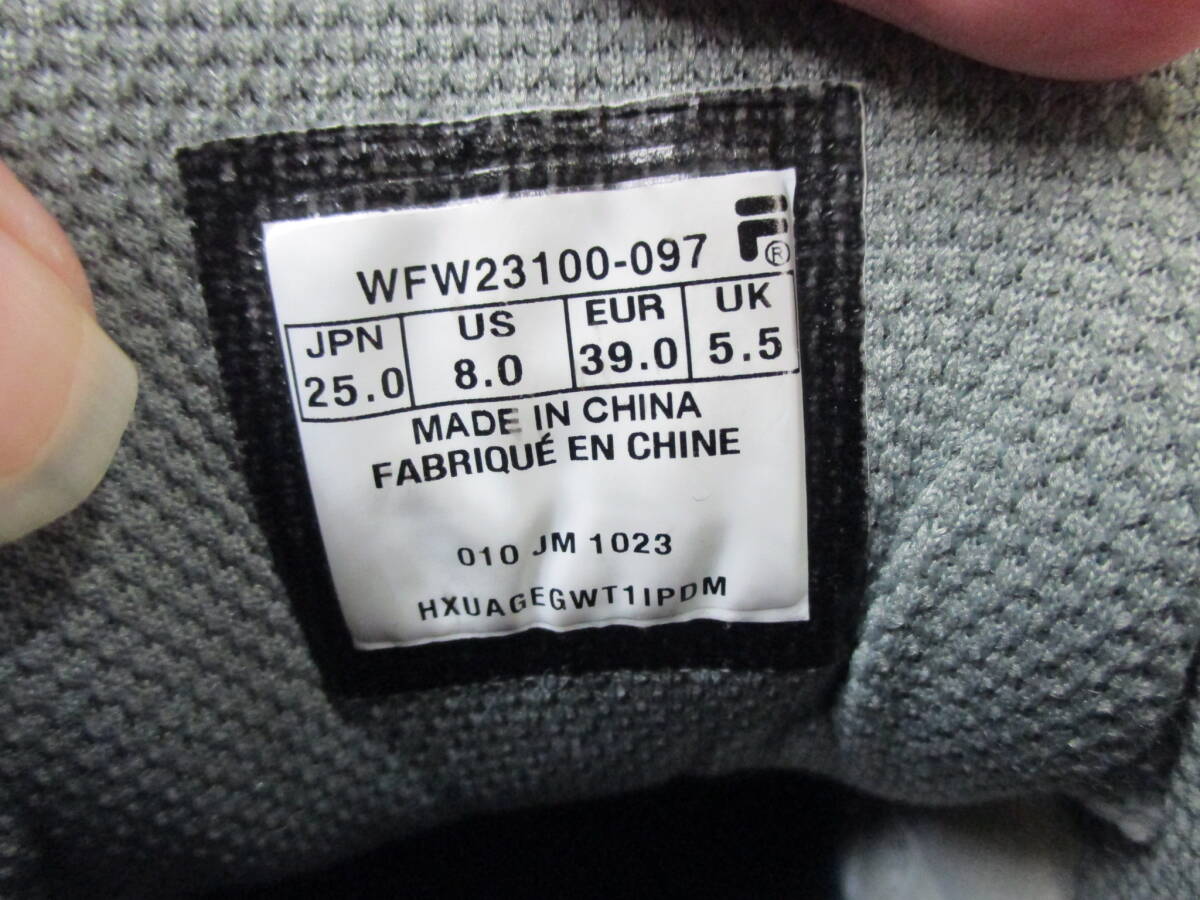 WFW23100-097
F®
JPN US EUR UK
25.0 8.0 39.0 5.5
MADE IN CHINA
FABRIQUÉ EN CHINE
010 JM 1023
HXUAGEGWT1IPDM